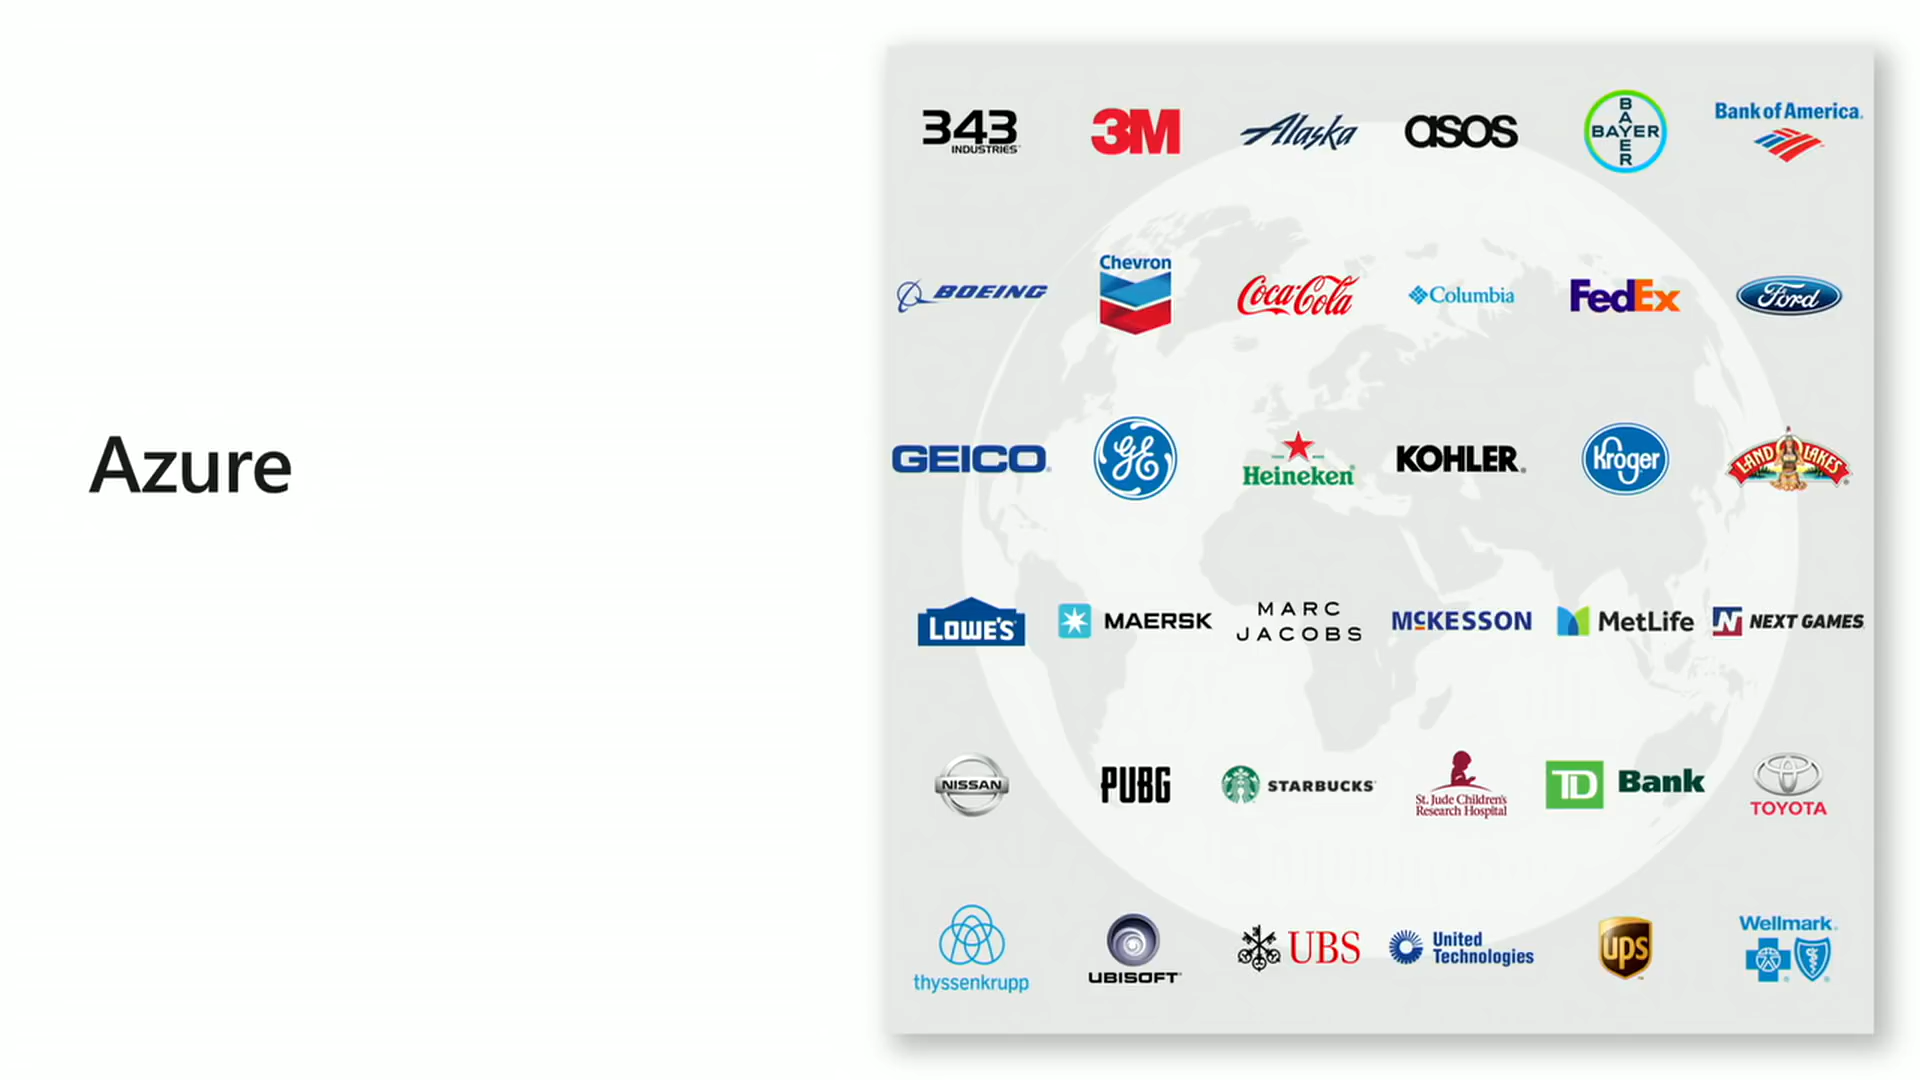 Azure
343
INDUSTRIES
3M
Alaska
asos
BAYER
BAYER
Bank of America
BOEING
Chevron
Coca-Cola
Columbia
FedEx
Ford
GEICO
GE
Heineken
KOHLER
Kroger
LAND O LAKES
LOWE'S
MAERSK
MARC
JACOBS
MCKESSON
MetLife
N NEXT GAMES
NISSAN
PUBG
STARBUCKS
St. Jude Children's
Research Hospital
TD Bank
TOYOTA
thyssenkrupp
UBISOFT
UBS
United
Technologies
ups
Wellmark